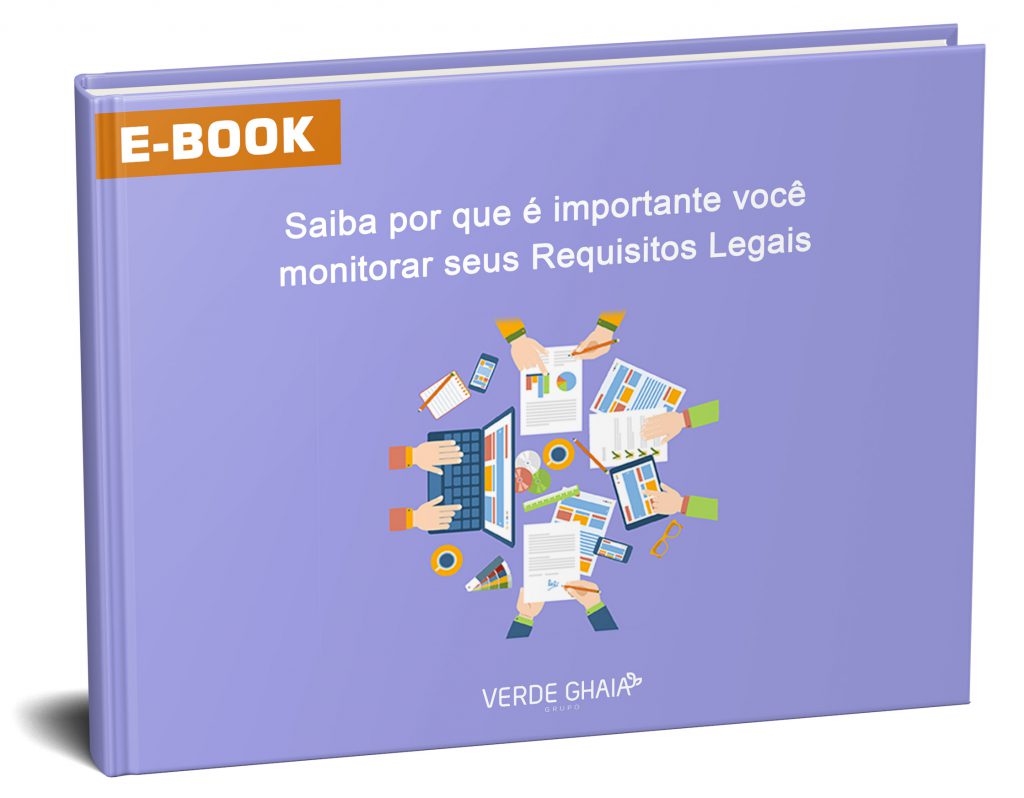 E-BOOK
Saiba por que é importante você
monitorar seus Requisitos Legais
VERDE GHAIA
GRUPO